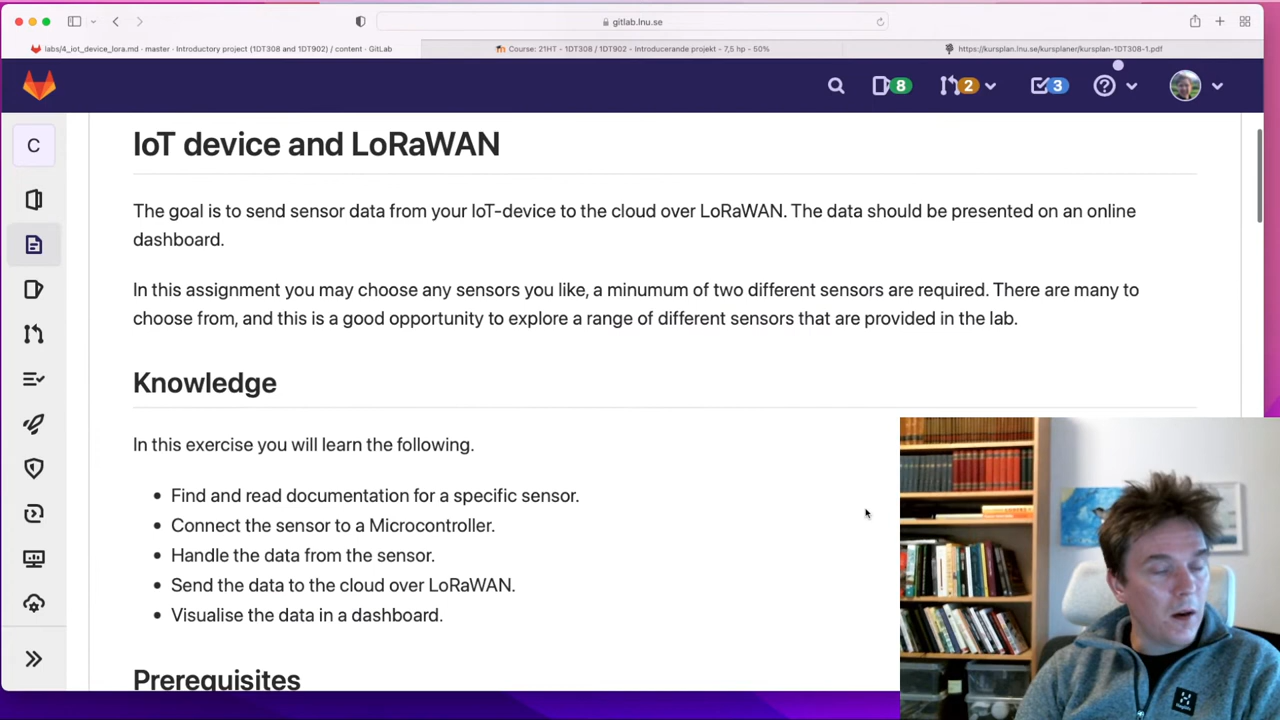 gitlab.lnu.se
labs/4_iot_device_lora.md · master · Introductory project (1DT308 and 1DT902) / content · GitLab
Course: 21HT - 1DT308 / 1DT902 - Introducerande projekt - 7,5 hp - 50%
https://kursplan.lnu.se/kursplaner/kursplan-1DT308-1.pdf
8
2
3
C
IoT device and LoRaWAN
The goal is to send sensor data from your IoT-device to the cloud over LoRaWAN. The data should be presented on an online
dashboard.
In this assignment you may choose any sensors you like, a minumum of two different sensors are required. There are many to
choose from, and this is a good opportunity to explore a range of different sensors that are provided in the lab.
Knowledge
In this exercise you will learn the following.
• Find and read documentation for a specific sensor.
• Connect the sensor to a Microcontroller.
• Handle the data from the sensor.
• Send the data to the cloud over LoRaWAN.
• Visualise the data in a dashboard.
Prerequisites